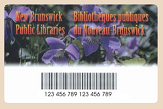 New Brunswick Bibliothèques publiques
Public Libraries du Nouveau-Brunswick
123 456 789 123 456 789